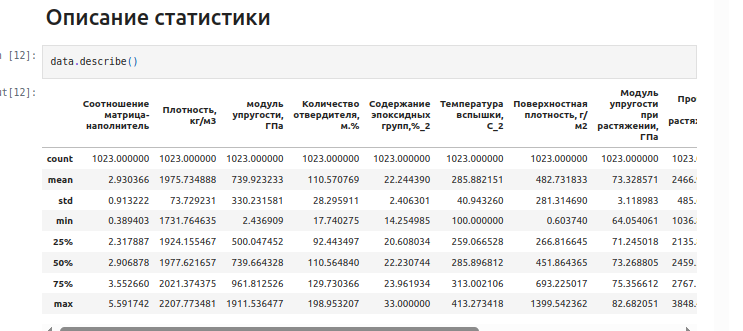 Описание статистики
[12]:
data.describe()
[12]:
Соотношение матрица-наполнитель Плотность, кг/м3 модуль упругости, ГПа Количество отвердителя, м.% Содержание эпоксидных групп,%_2 Температура вспышки, С_2 Поверхностная плотность, г/м2 Модуль упругости при растяжении, ГПа
count 1023.000000 1023.000000 1023.000000 1023.000000 1023.000000 1023.000000 1023.000000 1023.000000 1023.
mean 2.930366 1975.734888 739.923233 110.570769 22.244390 285.882151 482.731833 73.328571 2466.
std 0.913222 73.729231 330.231581 28.295911 2.406301 40.943260 281.314690 3.118983 485.
min 0.389403 1731.764635 2.436909 17.740275 14.254985 100.000000 0.603740 64.054061 1036.
25% 2.317887 1924.155467 500.047452 92.443497 20.608034 259.066528 266.816645 71.245018 2135.
50% 2.906878 1977.621657 739.664328 110.564840 22.230744 285.896812 451.864365 73.268805 2459.
75% 3.552660 2021.374375 961.812526 129.730366 23.961934 313.002106 693.225017 75.356612 2767.
max 5.591742 2207.773481 1911.536477 198.953207 33.000000 413.273418 1399.542362 82.682051 3848.